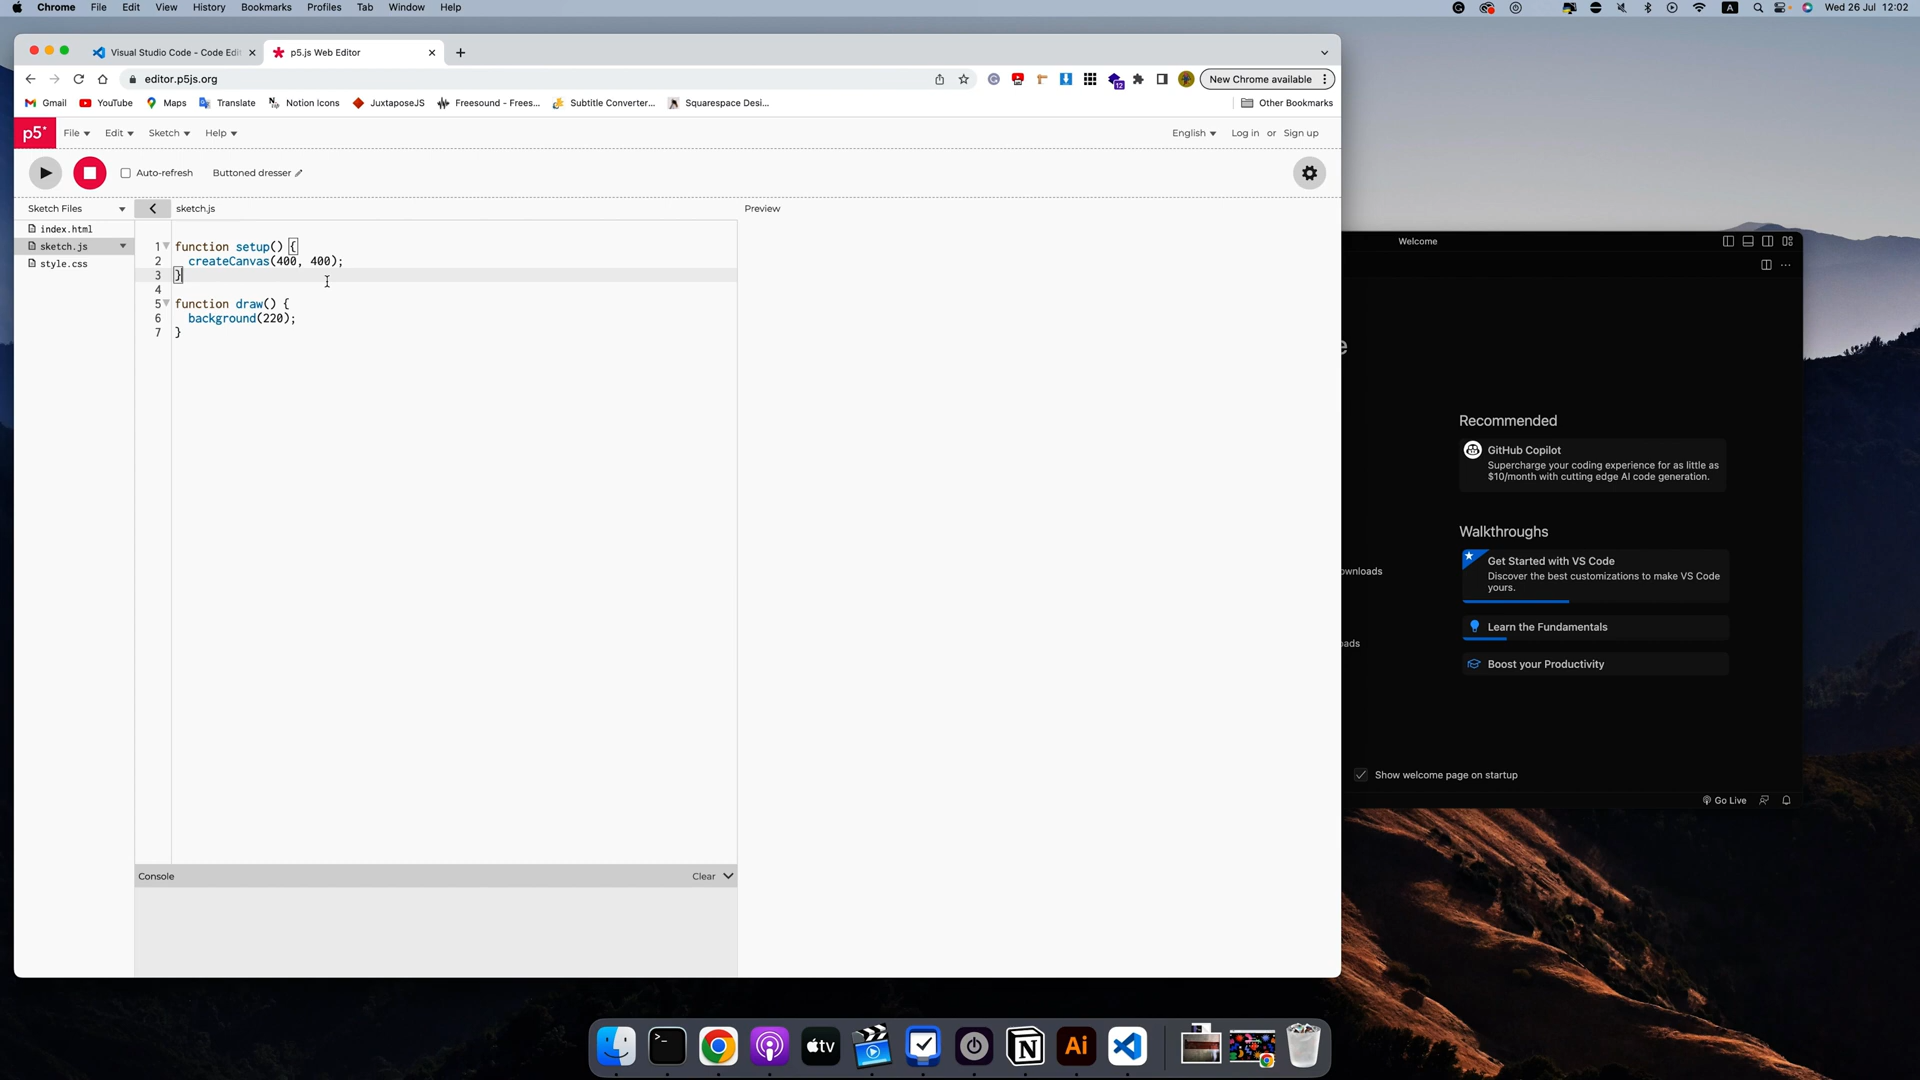 Chrome File Edit View History Bookmarks Profiles Tab Window Help
A Wed 26 Jul 12:02
Visual Studio Code - Code Edit
p5.js Web Editor
editor.p5js.org
12
New Chrome available
Gmail YouTube Maps Translate Notion Icons JuxtaposeJS Freesound - Frees... Subtitle Converter... Squarespace Desi... Other Bookmarks
p5* File Edit Sketch Help English Log in or Sign up
Auto-refresh Buttoned dresser
Sketch Files sketch.js Preview
index.html
sketch.js
style.css
1 function setup() {
2 createCanvas(400, 400);
3 }
4
5 function draw() {
6 background(220);
7 }
Console Clear
Welcome
e
Recommended
GitHub Copilot
Supercharge your coding experience for as little as
$10/month with cutting edge AI code generation.
Walkthroughs
Get Started with VS Code
Discover the best customizations to make VS Code
yours.
ownloads
Learn the Fundamentals
oads
Boost your Productivity
Show welcome page on startup
Go Live
>_
tv
N
Ai